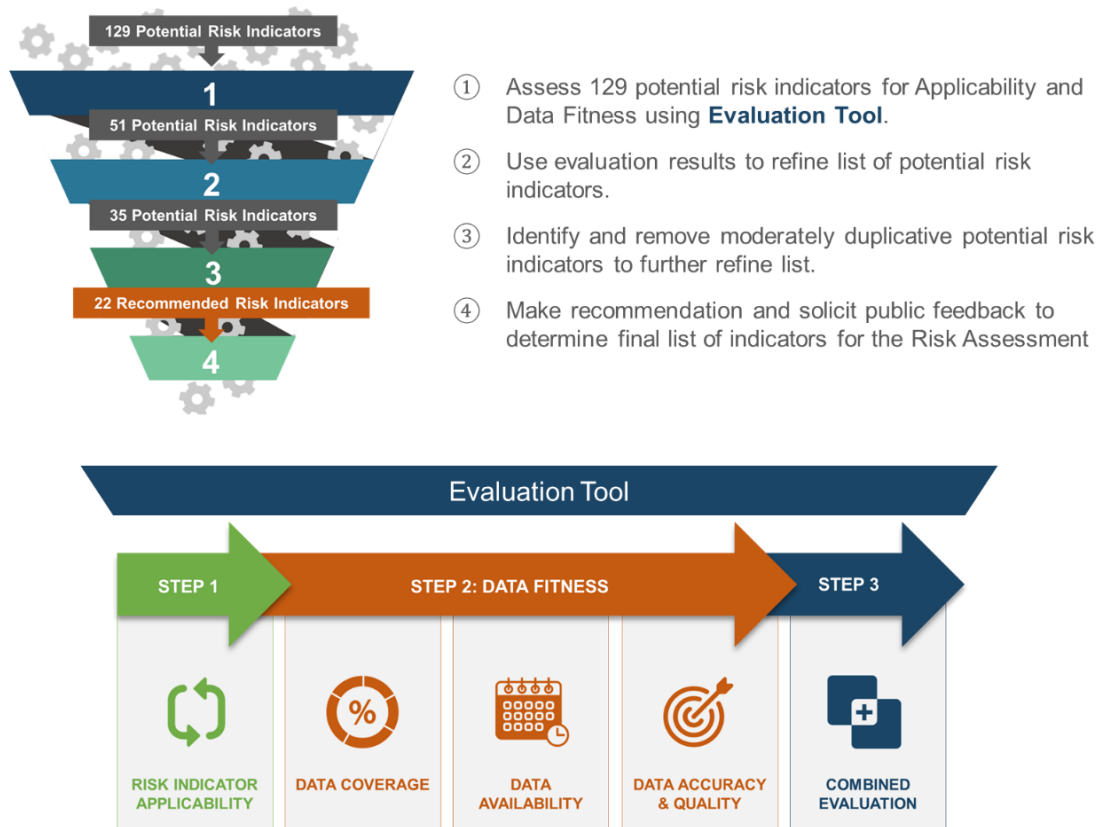 129 Potential Risk Indicators
1
51 Potential Risk Indicators
2
35 Potential Risk Indicators
3
22 Recommended Risk Indicators
4
① Assess 129 potential risk indicators for Applicability and
Data Fitness using Evaluation Tool.
② Use evaluation results to refine list of potential risk
indicators.
③ Identify and remove moderately duplicative potential risk
indicators to further refine list.
④ Make recommendation and solicit public feedback to
determine final list of indicators for the Risk Assessment
Evaluation Tool
STEP 1
STEP 2: DATA FITNESS
STEP 3
%
RISK INDICATOR
APPLICABILITY
DATA COVERAGE
DATA
AVAILABILITY
DATA ACCURACY
& QUALITY
COMBINED
EVALUATION